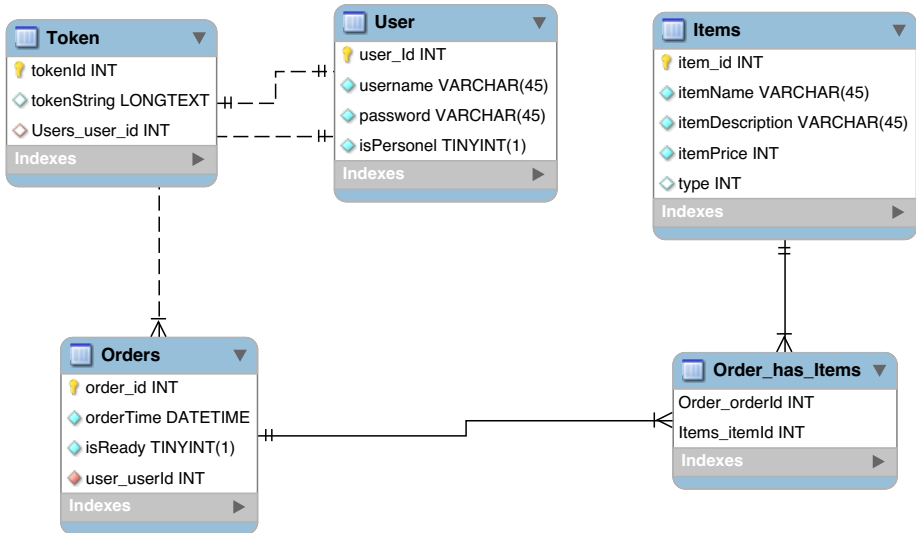 Token
tokenId INT
tokenString LONGTEXT
Users_user_id INT
Indexes
User
user_Id INT
username VARCHAR(45)
password VARCHAR(45)
isPersonel TINYINT(1)
Indexes
Items
item_id INT
itemName VARCHAR(45)
itemDescription VARCHAR(45)
itemPrice INT
type INT
Indexes
Orders
order_id INT
orderTime DATETIME
isReady TINYINT(1)
user_userId INT
Indexes
Order_has_Items
Order_orderId INT
Items_itemId INT
Indexes